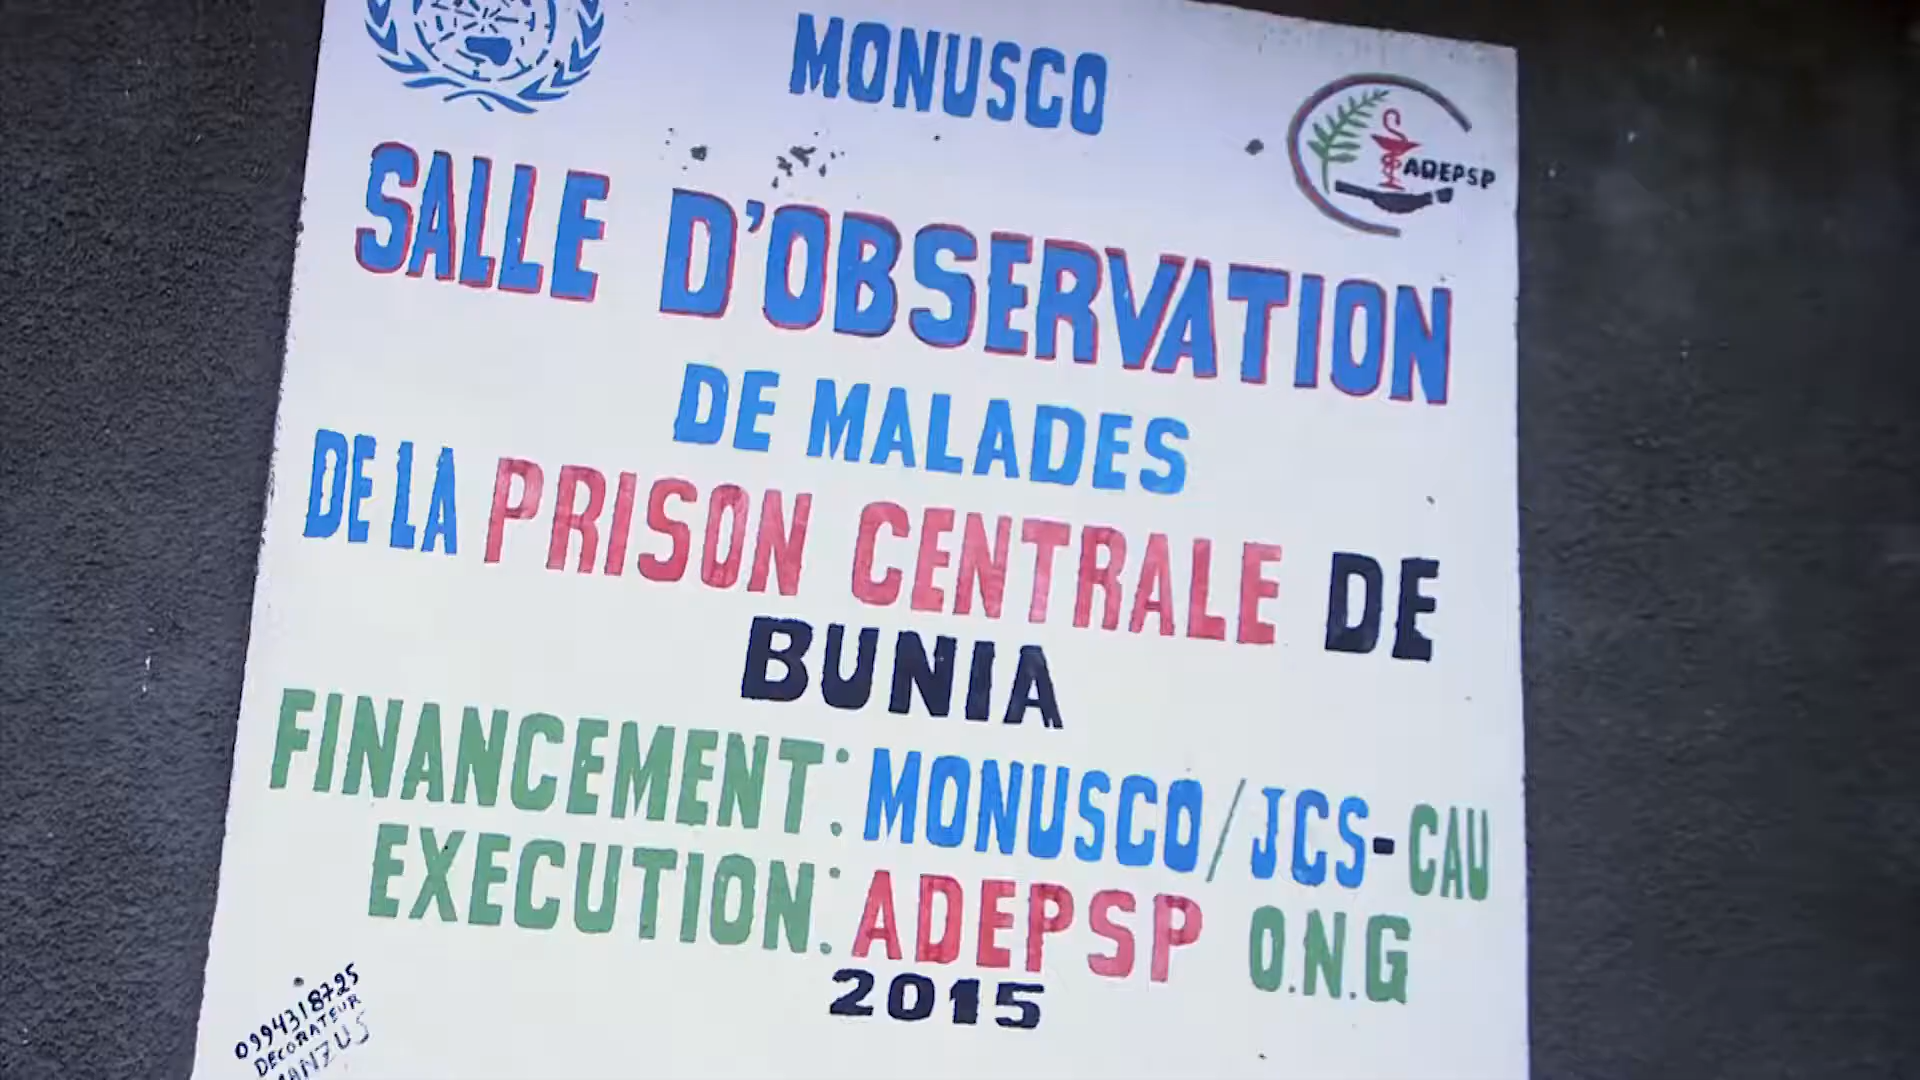 MONUSCO
ADEPSP
SALLE D'OBSERVATION
DE MALADES
DE LA PRISON CENTRALE DE
BUNIA
FINANCEMENT: MONUSCO/JCS-CAU
EXECUTION: ADEPSP O.N.G
2015
0994318725
DECORATEUR